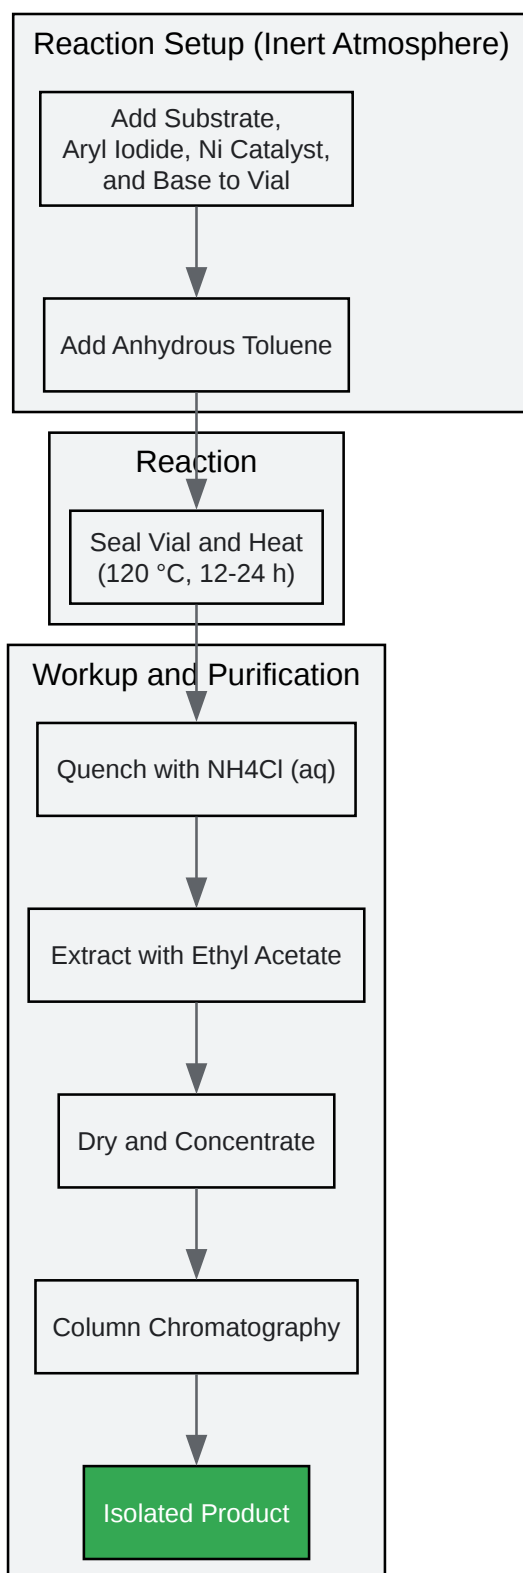 Reaction Setup (Inert Atmosphere)
Add Substrate,
Aryl Iodide, Ni Catalyst,
and Base to Vial
Add Anhydrous Toluene
Reaction
Seal Vial and Heat
(120 °C, 12-24 h)
Workup and Purification
Quench with NH4Cl (aq)
Extract with Ethyl Acetate
Dry and Concentrate
Column Chromatography
Isolated Product